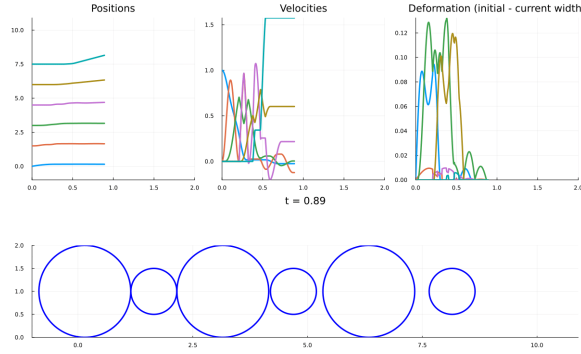 Positions Velocities Deformation (initial - current width
10.0 7.5 5.0 2.5 0.0
0.0 0.5 1.0 1.5 2.0
1.5 1.0 0.5 0.0
0.0 0.5 1.0 1.5 2.0
0.12 0.10 0.08 0.06 0.04 0.02 0.00
0.0 0.5 1.0 1.5 2.0
t = 0.89
2.0
1.5
1.0
0.5
0.0
0.0 2.5 5.0 7.5 10.0